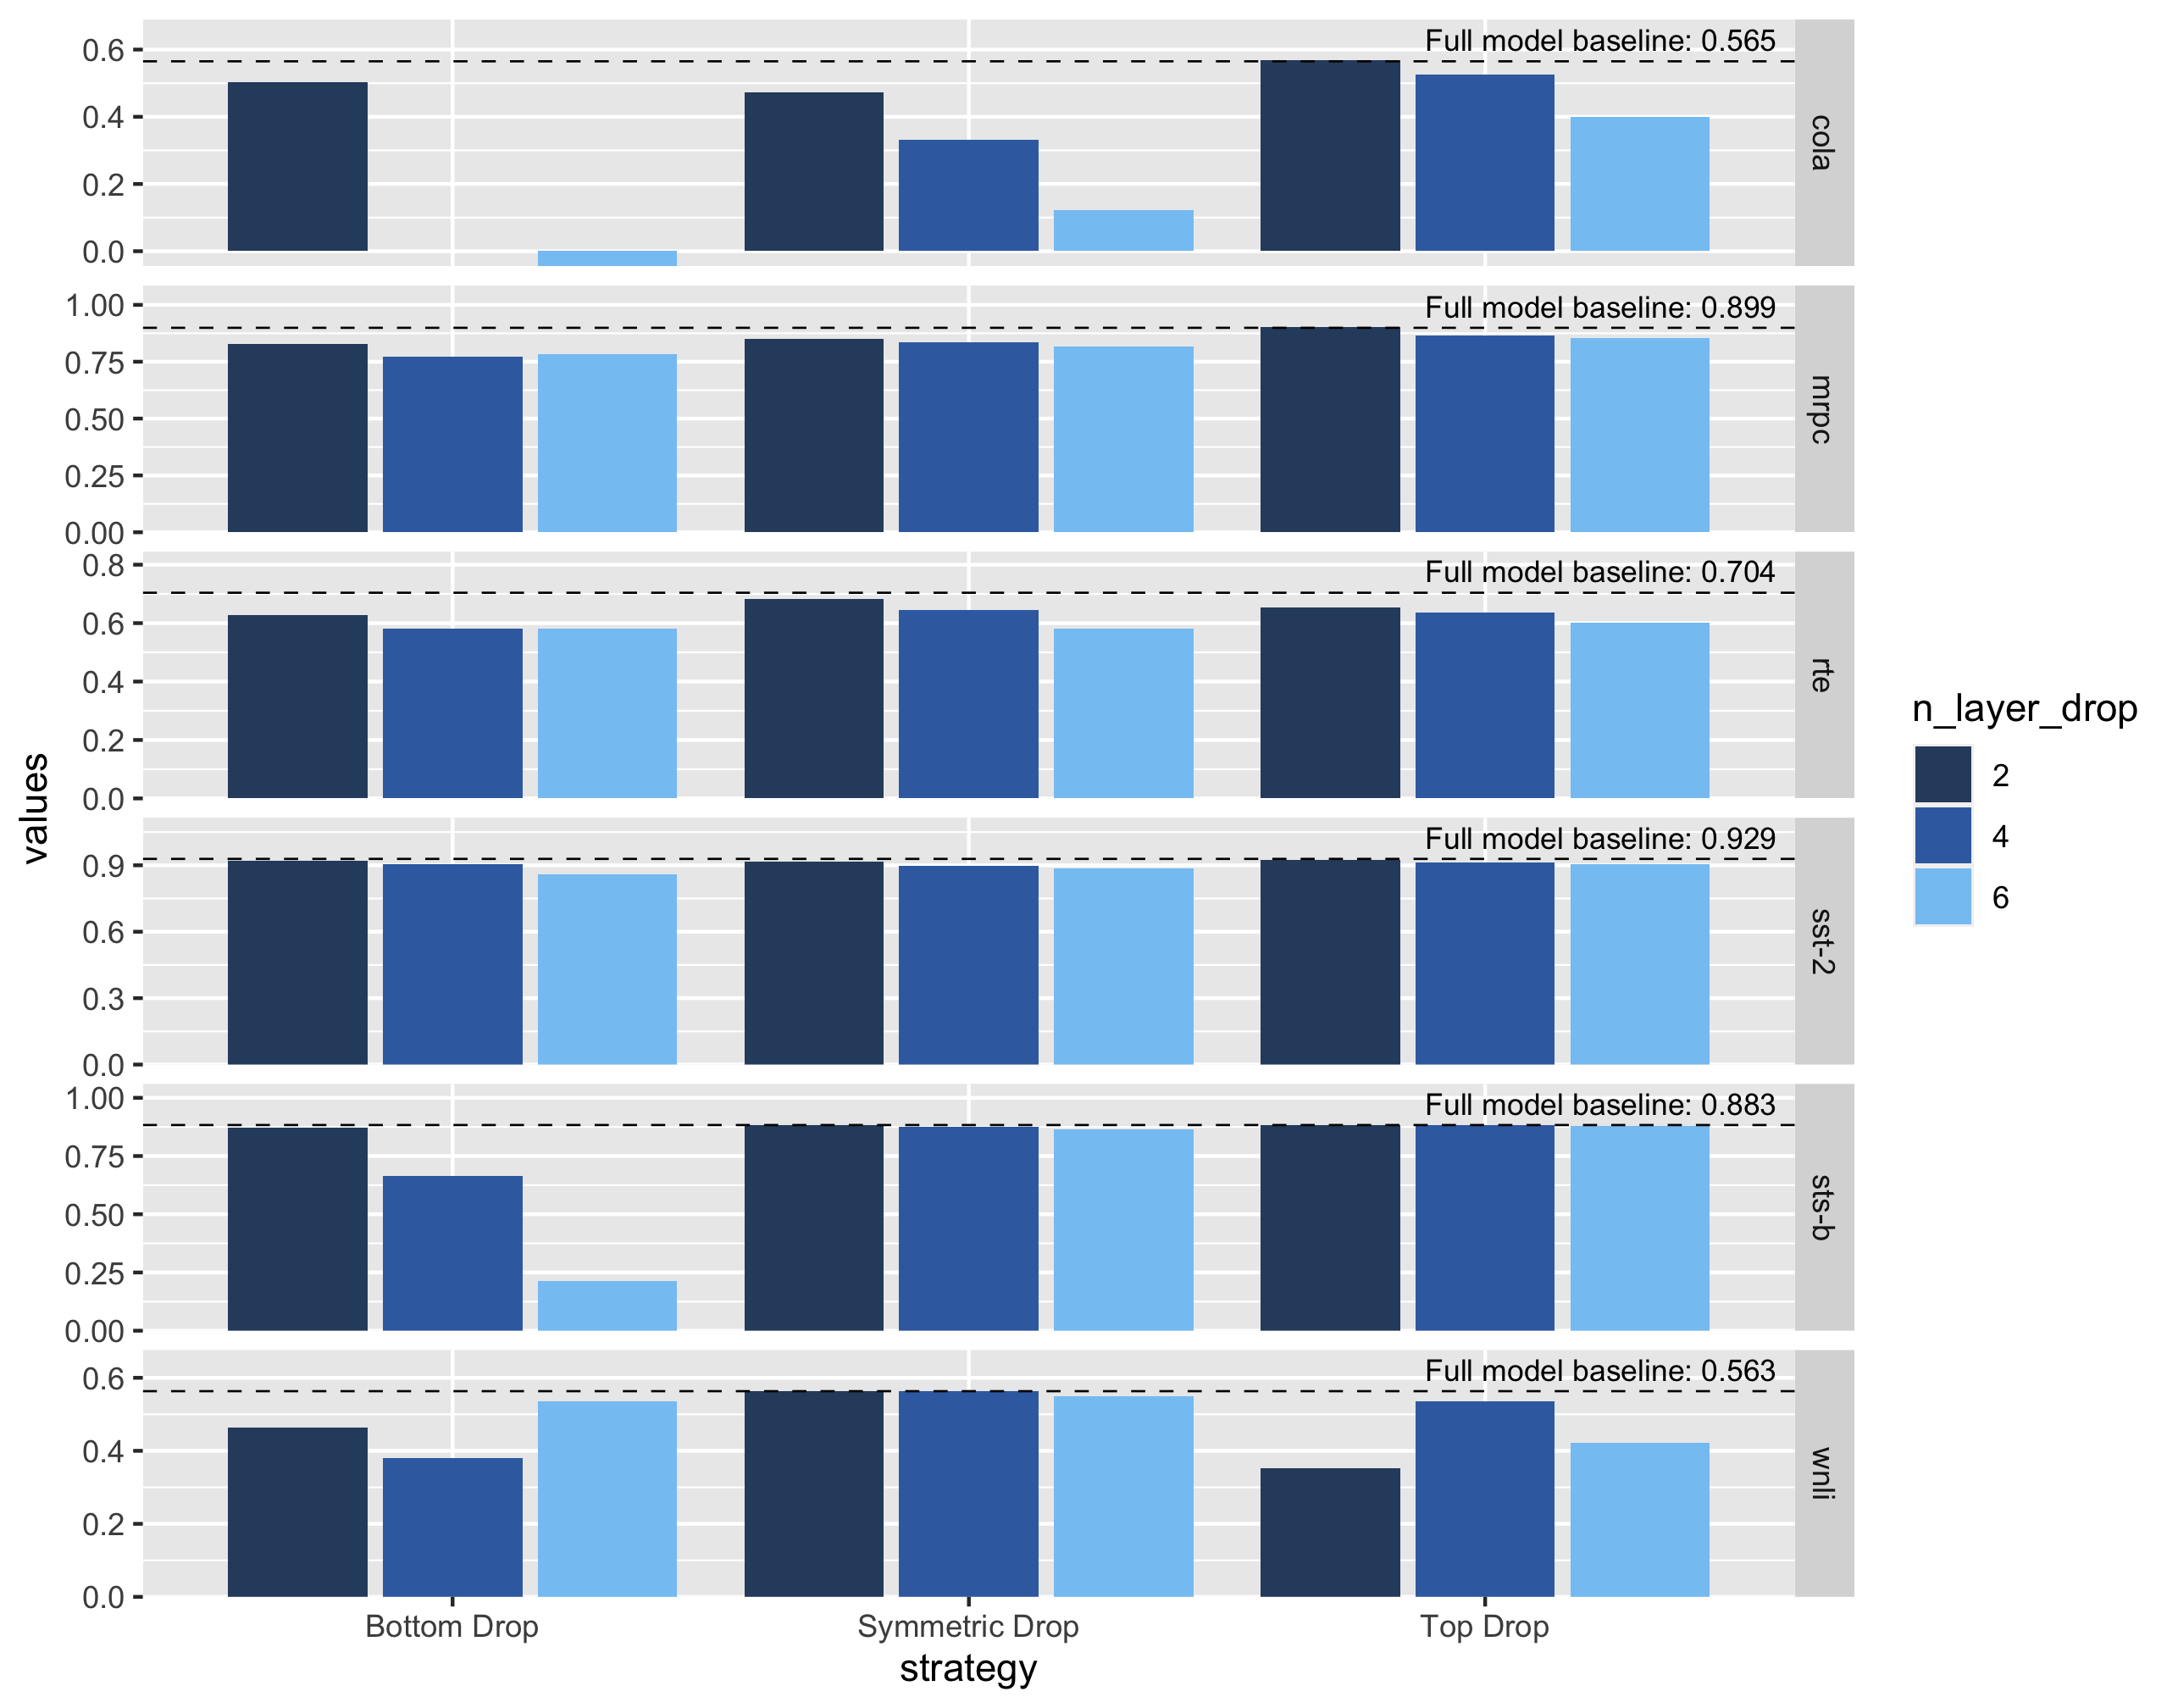 Full model baseline: 0.565
0.6
0.4
0.2
0.0
cola
Full model baseline: 0.899
1.00
0.75
0.50
0.25
0.00
mrpc
Full model baseline: 0.704
0.8
0.6
0.4
0.2
0.0
rte
Full model baseline: 0.929
0.9
0.6
0.3
0.0
sst-2
Full model baseline: 0.883
1.00
0.75
0.50
0.25
0.00
sts-b
Full model baseline: 0.563
0.6
0.4
0.2
0.0
wnli
values
Bottom Drop
Symmetric Drop
Top Drop
strategy
n_layer_drop
2
4
6